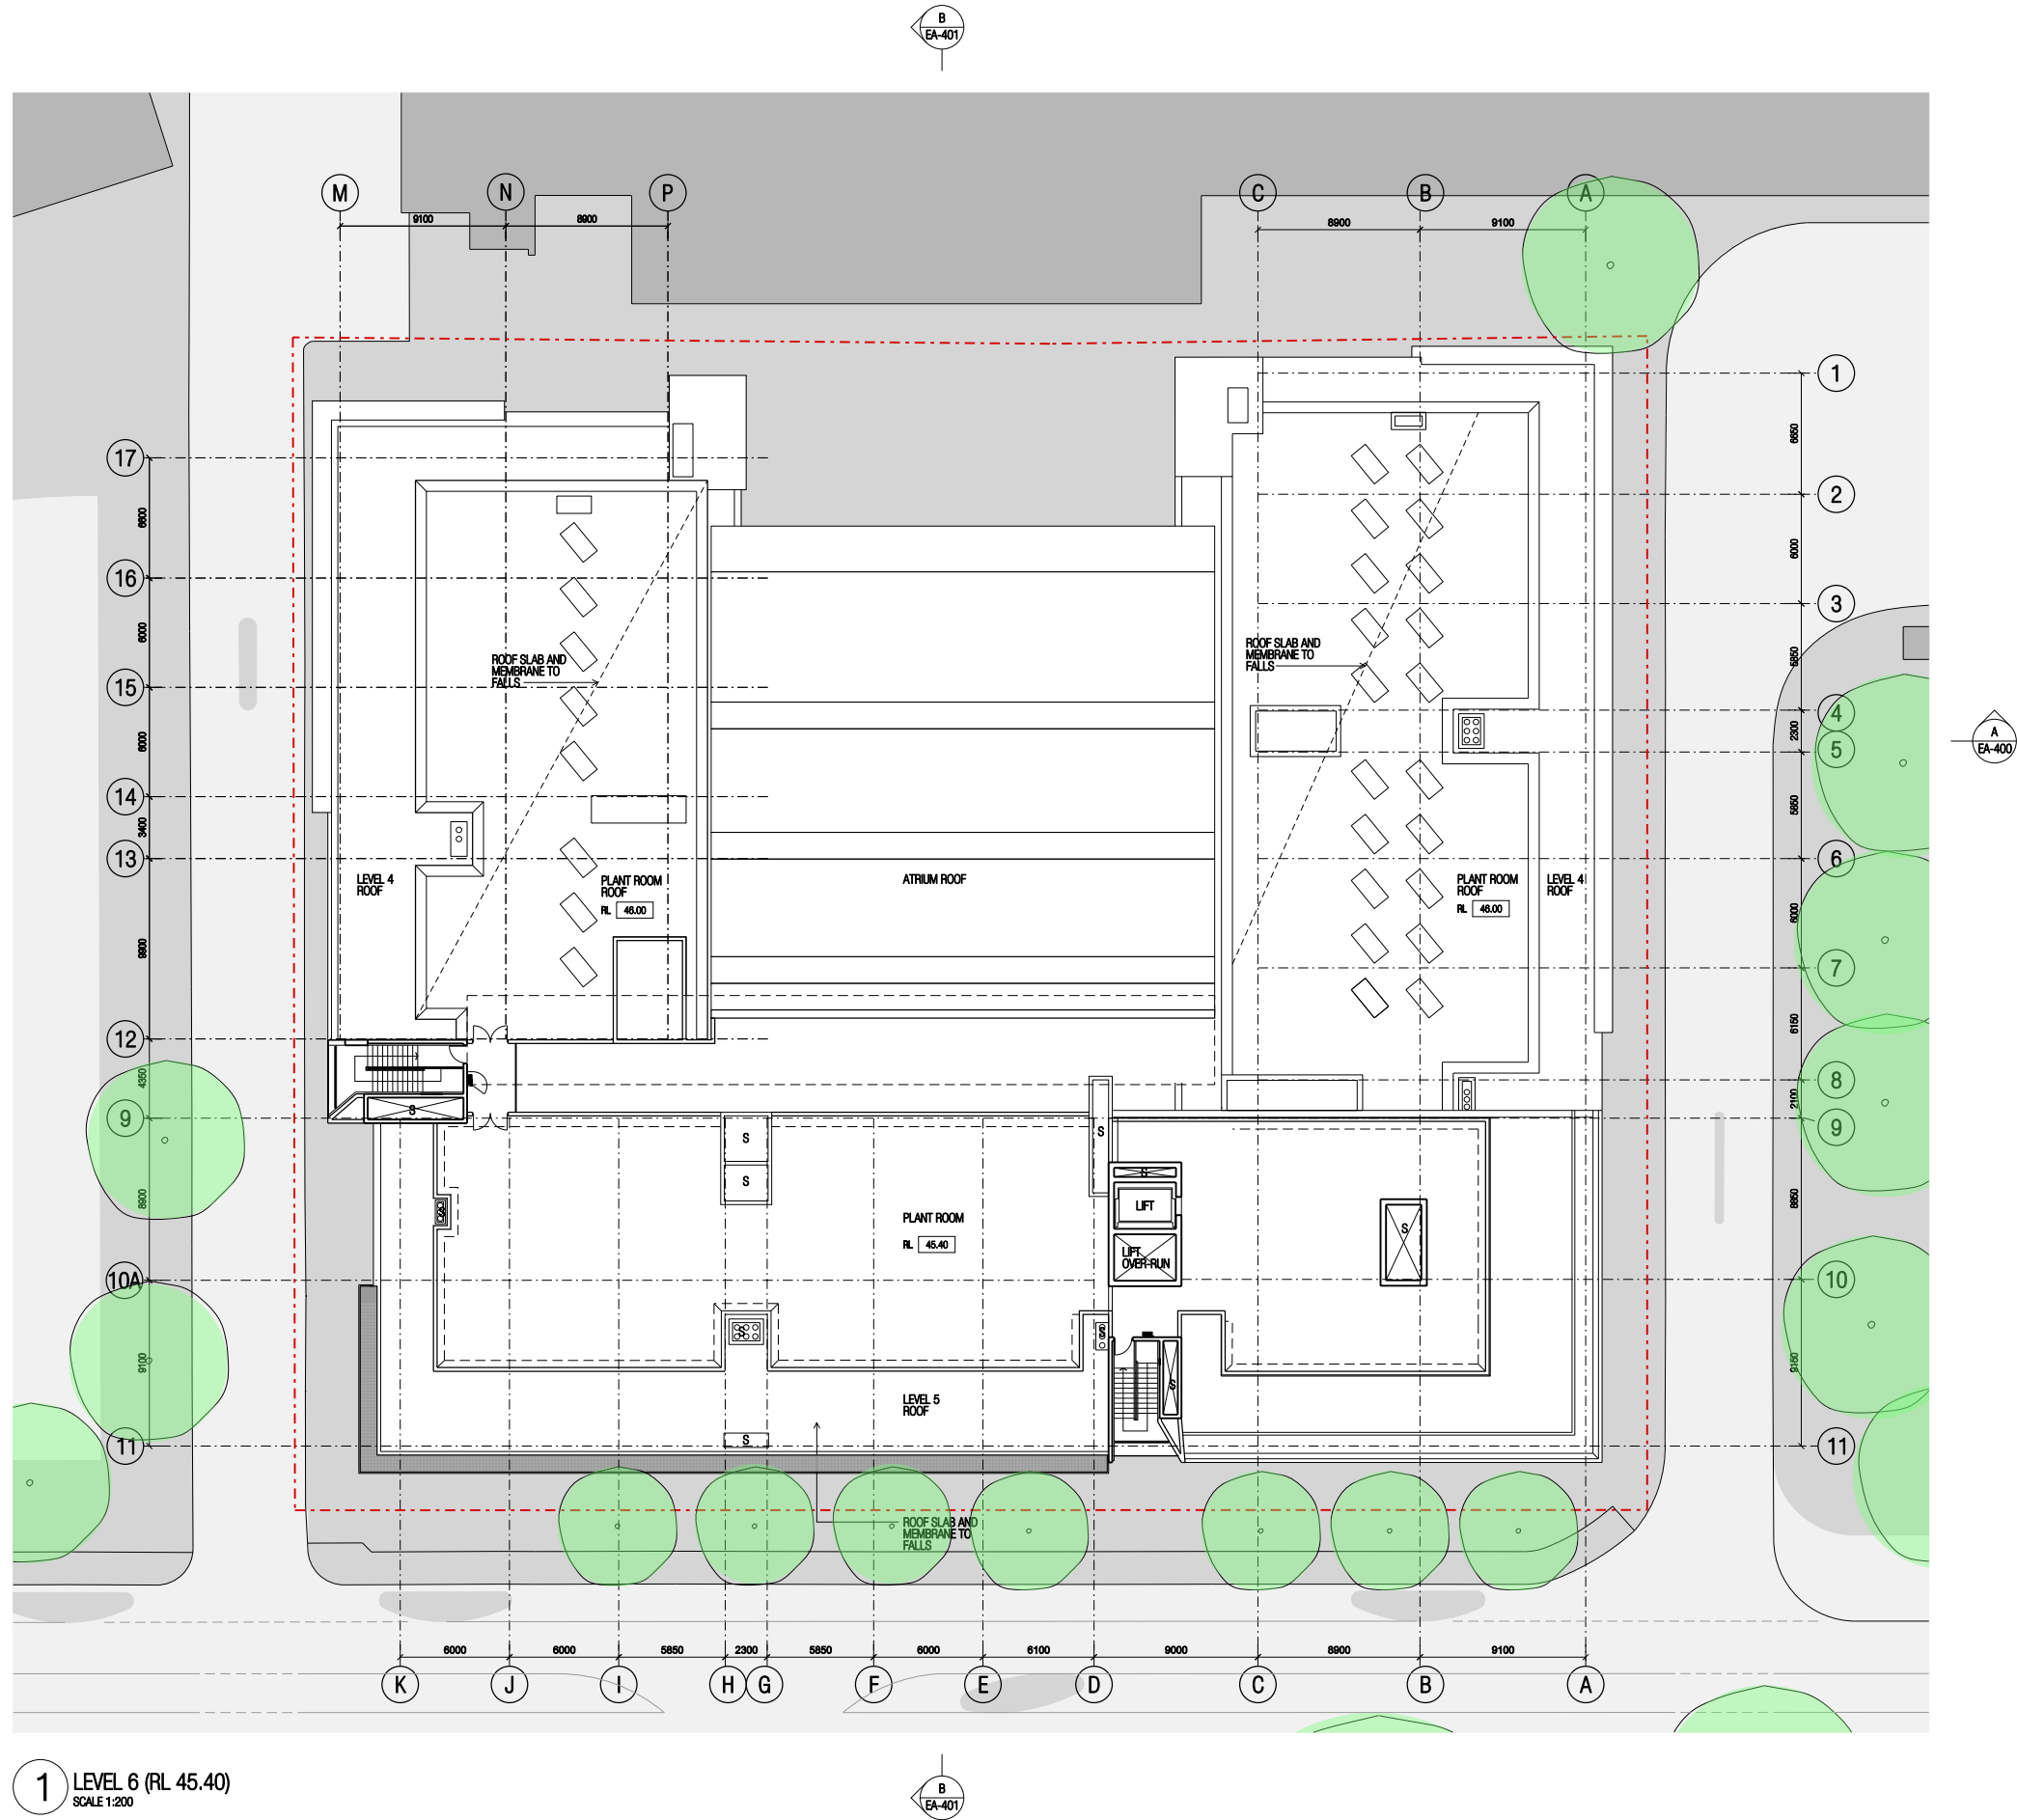 B
EA-401
M
N
P
C
B
A
9100
8900
8900
9100
1
17
6650
2
6600
6000
16
3
6000
ROOF SLAB AND
MEMBRANE TO
FALLS
ROOF SLAB AND
MEMBRANE TO
FALLS
5850
15
4
2300
A
EA-400
6000
5
14
5850
3400
13
6
LEVEL 4
ROOF
PLANT ROOM
ROOF
RL 46.00
ATRIUM ROOF
PLANT ROOM
ROOF
RL 46.00
LEVEL 4
ROOF
6000
9900
7
12
6150
4350
8
2100
9
S
9
S
S
S
S
8900
LIFT
8850
PLANT ROOM
RL 45.40
S
LIFT
OVER-RUN
10A
10
S
S
S
9100
S
9150
LEVEL 5
ROOF
S
11
11
ROOF SLAB AND
MEMBRANE TO
FALLS
6000
6000
5850
2300
5850
6000
6100
9000
8900
9100
K
J
I
H
G
F
E
D
C
B
A
1
LEVEL 6 (RL 45.40)
SCALE 1:200
B
EA-401